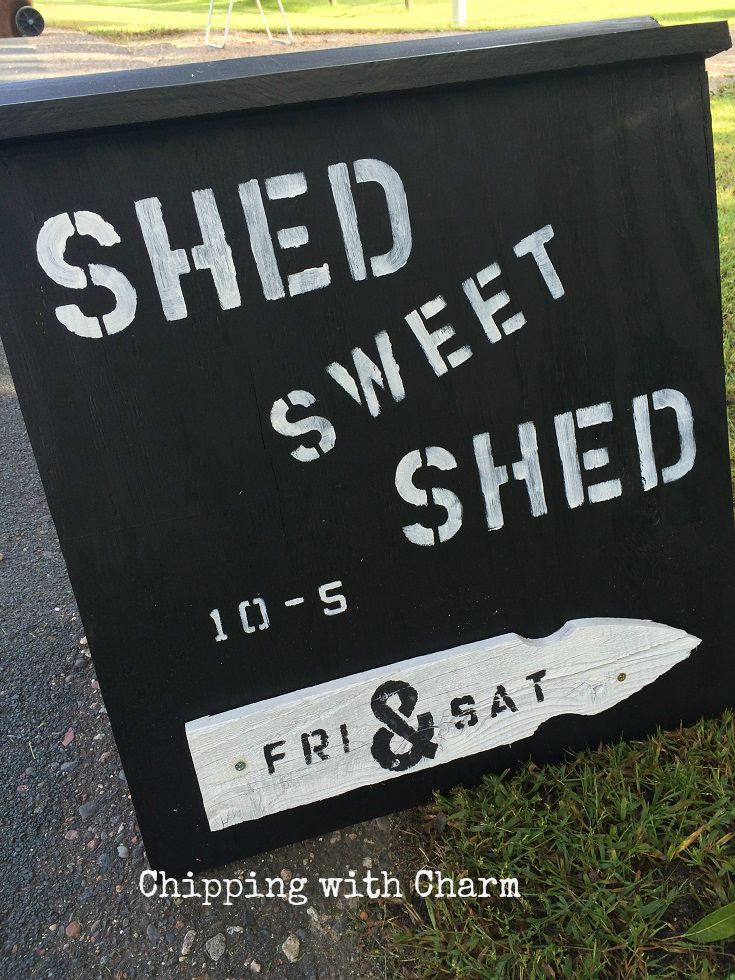 SHED
SWEET
SHED
10-5
FRI & SAT
Chipping with Charm